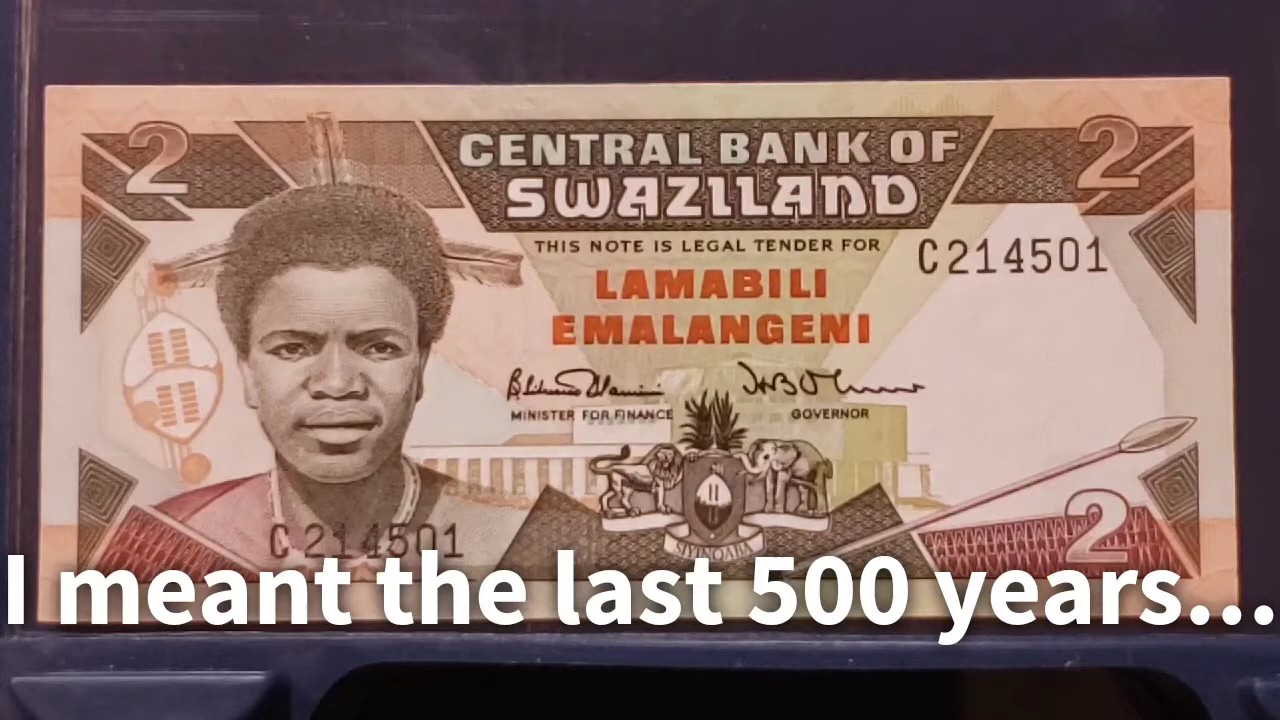 2
2
CENTRAL BANK OF
SWAZILAND
THIS NOTE IS LEGAL TENDER FOR
C214501
LAMABILI
EMALANGENI
MINISTER FOR FINANCE
GOVERNOR
SIYINQABA
2
C214501
I meant the last 500 years...